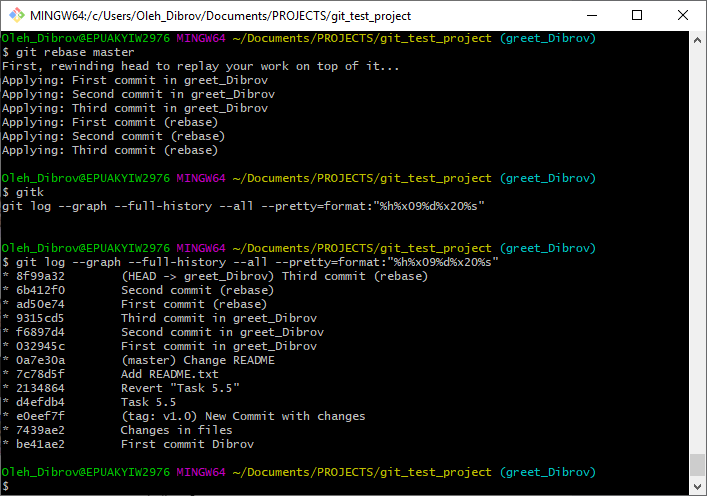 MINGW64:/c/Users/Oleh_Dibrov/Documents/PROJECTS/git_test_project
Oleh_Dibrov@EPUAKYIW2976 MINGW64 ~/Documents/PROJECTS/git_test_project (greet_Dibrov)
$ git rebase master
First, rewinding head to replay your work on top of it...
Applying: First commit in greet_Dibrov
Applying: Second commit in greet_Dibrov
Applying: Third commit in greet_Dibrov
Applying: First commit (rebase)
Applying: Second commit (rebase)
Applying: Third commit (rebase)
Oleh_Dibrov@EPUAKYIW2976 MINGW64 ~/Documents/PROJECTS/git_test_project (greet_Dibrov)
$ gitk
git log --graph --full-history --all --pretty=format:"%h%x09%d%x20%s"
Oleh_Dibrov@EPUAKYIW2976 MINGW64 ~/Documents/PROJECTS/git_test_project (greet_Dibrov)
$ git log --graph --full-history --all --pretty=format:"%h%x09%d%x20%s"
* 8f99a32 (HEAD -> greet_Dibrov) Third commit (rebase)
* 6b412f0 Second commit (rebase)
* ad50e74 First commit (rebase)
* 9315cd5 Third commit in greet_Dibrov
* f6897d4 Second commit in greet_Dibrov
* 032945c First commit in greet_Dibrov
* 0a7e30a (master) Change README
* 7c78d5f Add README.txt
* 2134864 Revert "Task 5.5"
* d4efdb4 Task 5.5
* e0eef7f (tag: v1.0) New Commit with changes
* 7439ae2 Changes in files
* be41ae2 First commit Dibrov
Oleh_Dibrov@EPUAKYIW2976 MINGW64 ~/Documents/PROJECTS/git_test_project (greet_Dibrov)
$